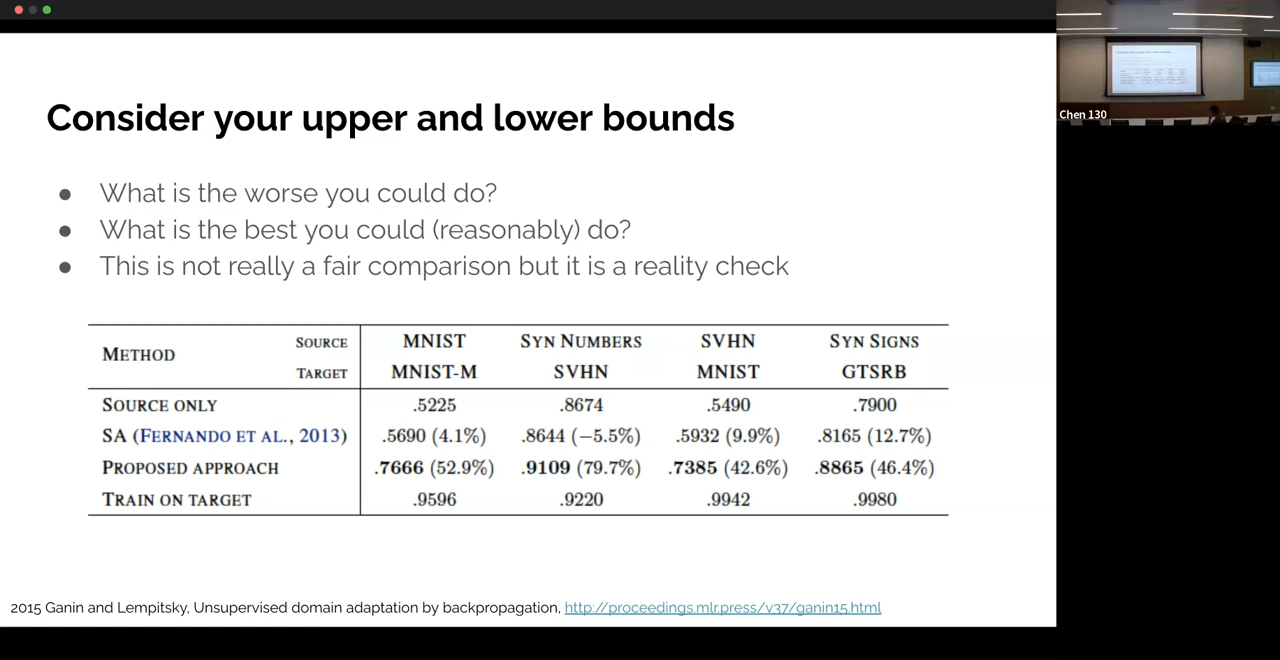 Consider your upper and lower bounds
● What is the worse you could do?
● What is the best you could (reasonably) do?
● This is not really a fair comparison but it is a reality check
METHOD SOURCE MNIST SYN NUMBERS SVHN SYN SIGNS
TARGET MNIST-M SVHN MNIST GTSRB
SOURCE ONLY .5225 .8674 .5490 .7900
SA (FERNANDO ET AL., 2013) .5690 (4.1%) .8644 (−5.5%) .5932 (9.9%) .8165 (12.7%)
PROPOSED APPROACH .7666 (52.9%) .9109 (79.7%) .7385 (42.6%) .8865 (46.4%)
TRAIN ON TARGET .9596 .9220 .9942 .9980
2015 Ganin and Lempitsky, Unsupervised domain adaptation by backpropagation, http://proceedings.mlr.press/v37/ganin15.html
Chen 130